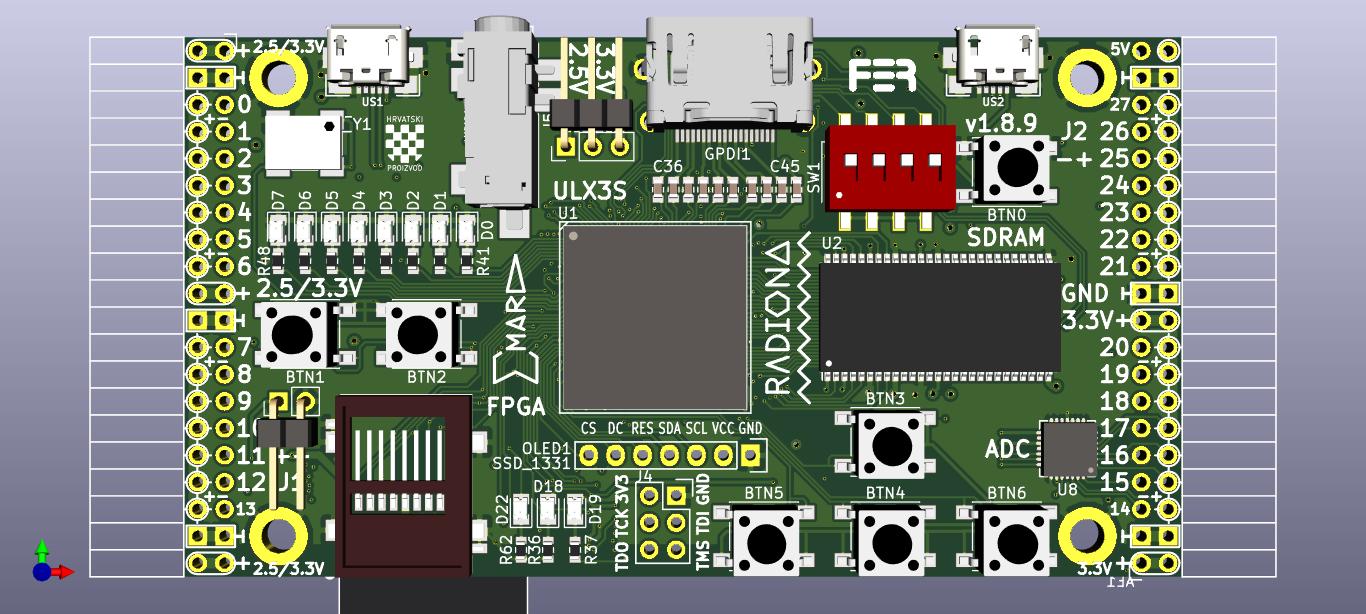 2.5/3.3V
US1
2.5V
3.3V
FER
US2
5V
+
0
1
2
3
4
5
6
+
7
8
9
10
11
12
13
+
Y1
HRVATSKI
PROIZVOD
GPDI1
C36
C45
SW1
v1.8.9
J2
-+
BTN0
SDRAM
27
26
25
24
23
22
21
GND
3.3V+
20
19
18
17
16
15
14
+
D7 D6 D5 D4 D3 D2 D1 D0
R48
R41
2.5/3.3V
ULX3S
U1
U2
MARD
RADIONA
BTN1
BTN2
FPGA
J1
CS DC RES SDA SCL VCC GND
OLED1
SSD_1331
J4
BTN3
ADC
U8
D22 D18 D19
R62 R36 R37
TDO TCK 3V3
TMS TDI GND
BTN5
BTN4
BTN6
2.5/3.3V
3.3V
AE1